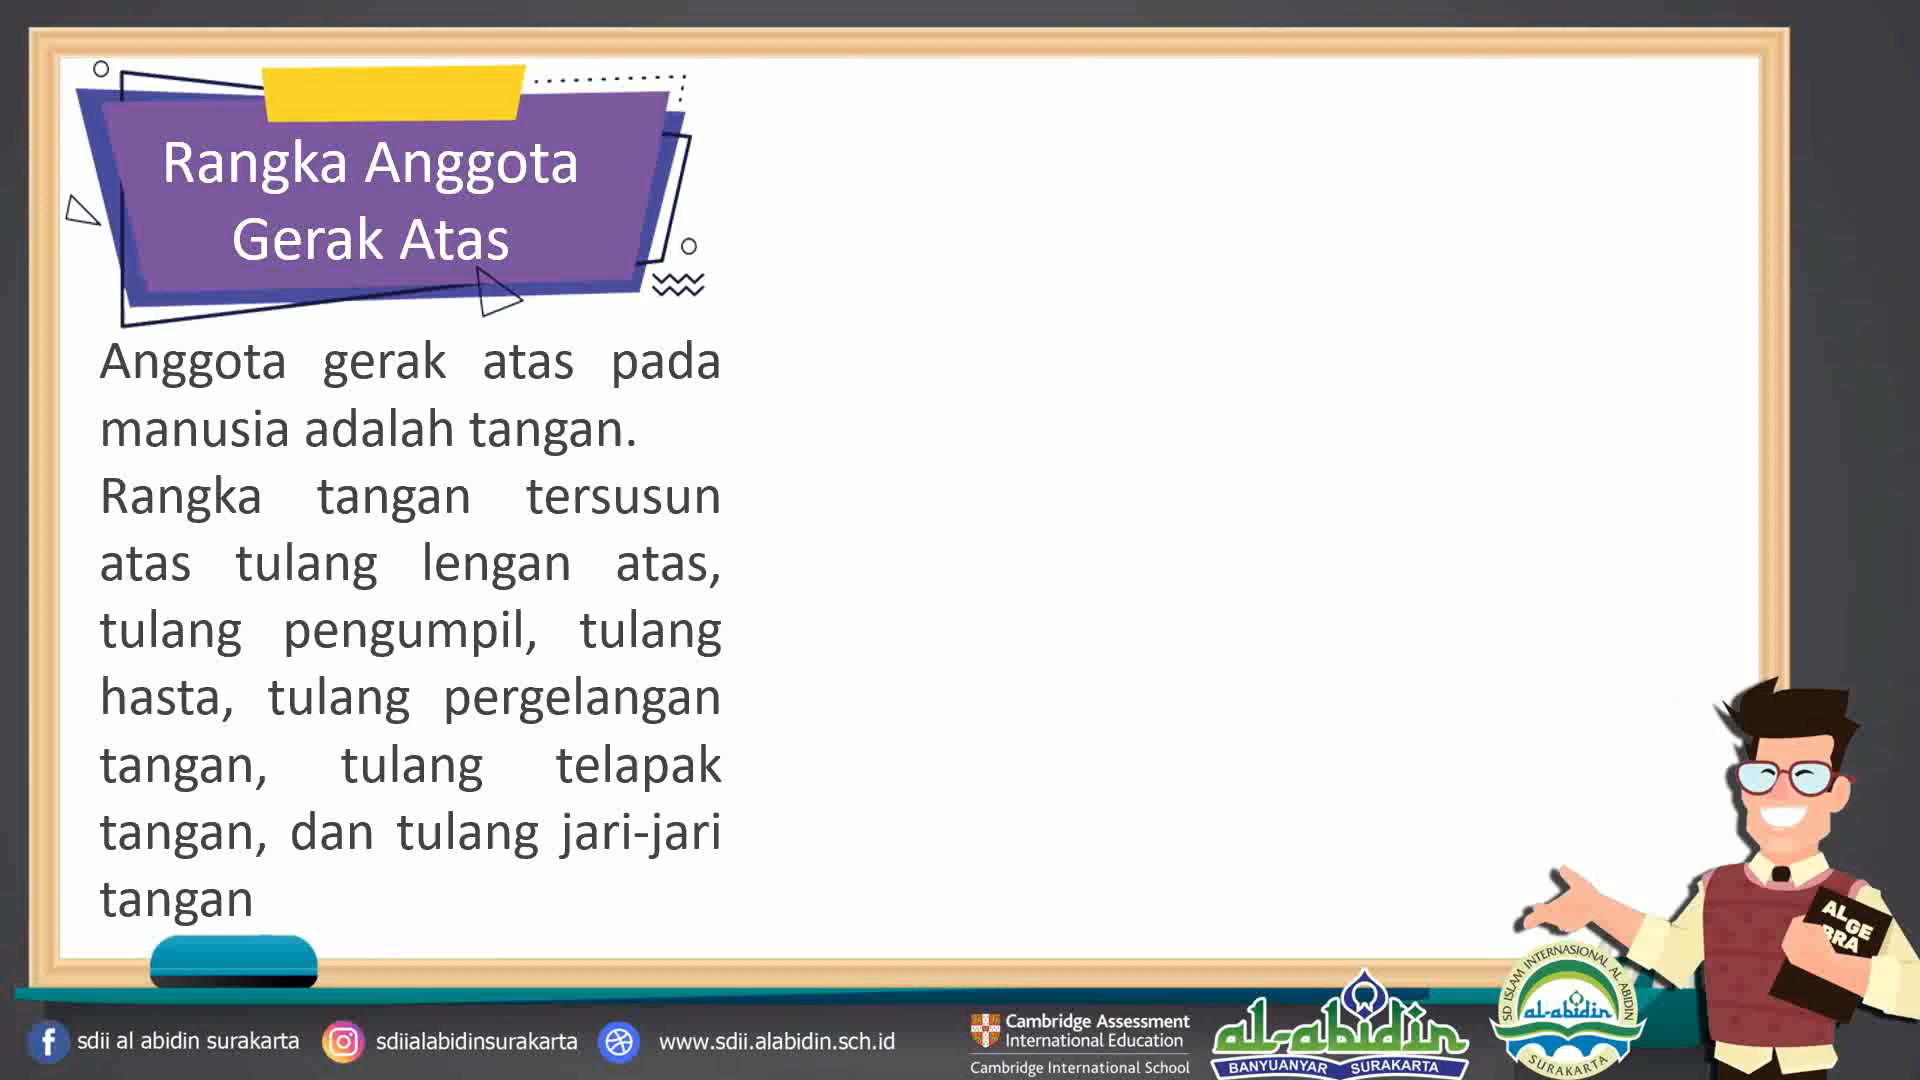 Rangka Anggota
Gerak Atas
Anggota gerak atas pada
manusia adalah tangan.
Rangka tangan tersusun
atas tulang lengan atas,
tulang pengumpil, tulang
hasta, tulang pergelangan
tangan, tulang telapak
tangan, dan tulang jari-jari
tangan
ALGE
BRA
sdii al abidin surakarta
sdiialabidinsurakarta
www.sdii.alabidin.sch.id
Cambridge Assessment
International Education
Cambridge International School
al-abidin
BANYUANYAR SURAKARTA
SD ISLAM INTERNASIONAL AL ABIDIN
al-abidin
SURAKARTA